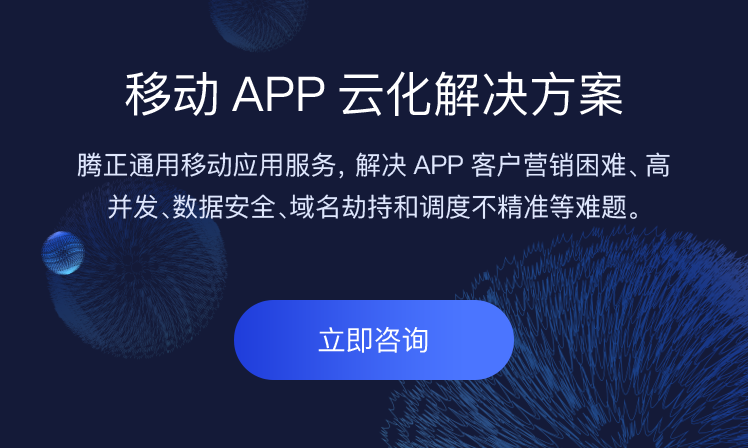 移动 APP 云化解决方案
腾正通用移动应用服务，解决 APP 客户营销困难、高
并发、数据安全、域名劫持和调度不精准等难题。
立即咨询